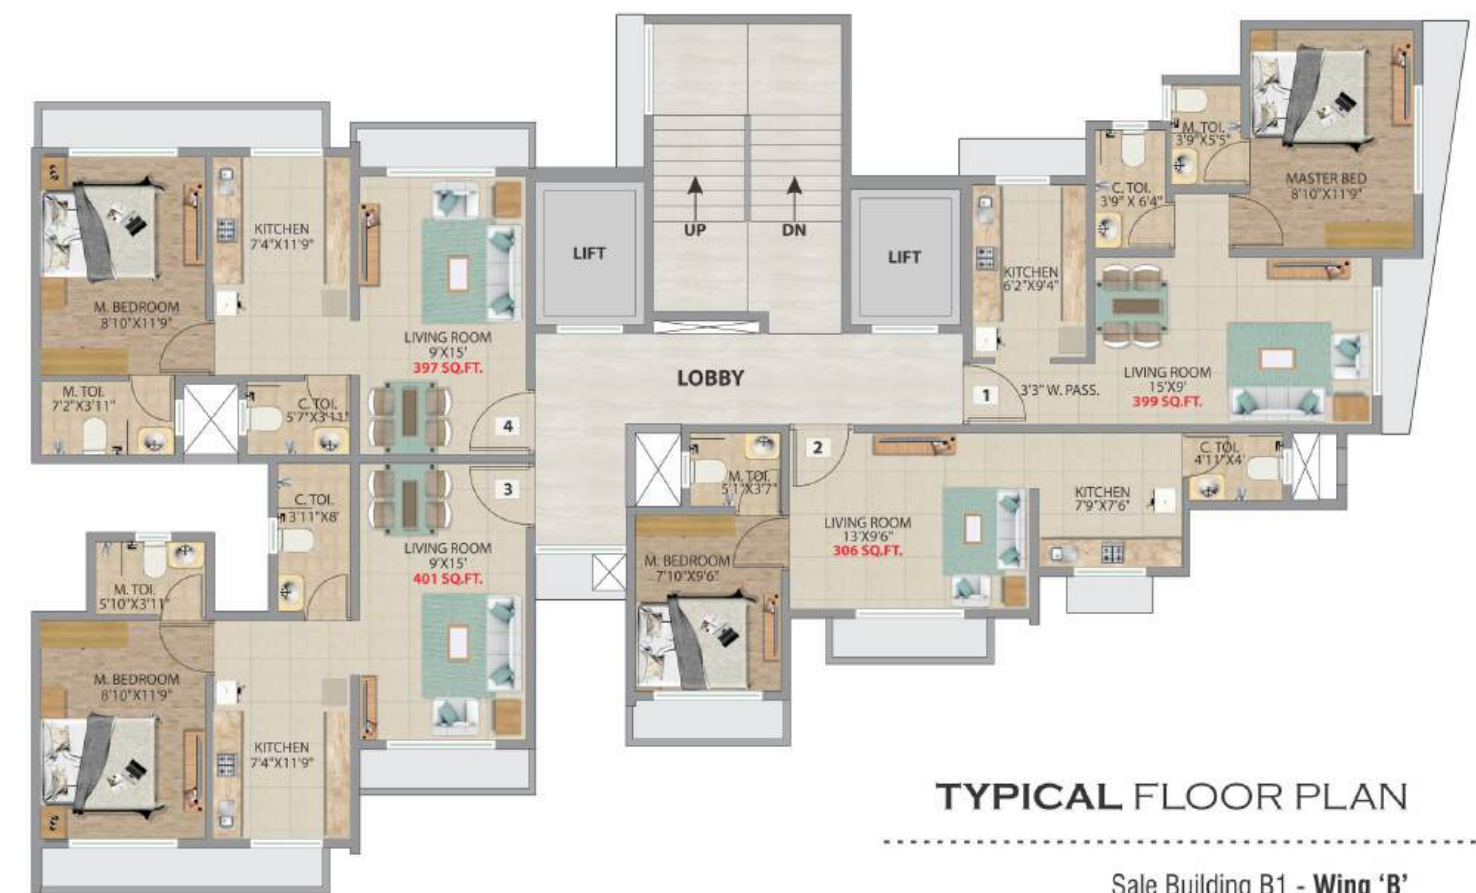 UP
DN
LIFT
LIFT
LOBBY
M. TOI.
3'9"X5'5"
MASTER BED
8'10"X11'9"
C. TOI.
3'9" X 6'4"
KITCHEN
6'2"X9'4"
LIVING ROOM
15'X9'
399 SQ.FT.
3'3" W. PASS.
1
KITCHEN
7'4"X11'9"
M. BEDROOM
8'10"X11'9"
LIVING ROOM
9'X15'
397 SQ.FT.
M. TOI.
7'2"X3'11"
C. TOI.
5'7"X3'11"
4
3
C. TOI.
3'11"X8'
LIVING ROOM
9'X15'
401 SQ.FT.
M. TOI.
5'10"X3'11"
M. BEDROOM
8'10"X11'9"
KITCHEN
7'4"X11'9"
2
M. TOI.
5'1"X3'7"
M. BEDROOM
7'10"X9'6"
LIVING ROOM
13'X9'6"
306 SQ.FT.
KITCHEN
7'9"X7'6"
C. TOI.
4'11"X4'
TYPICAL FLOOR PLAN
Sale Building B1 - Wing ‘B’